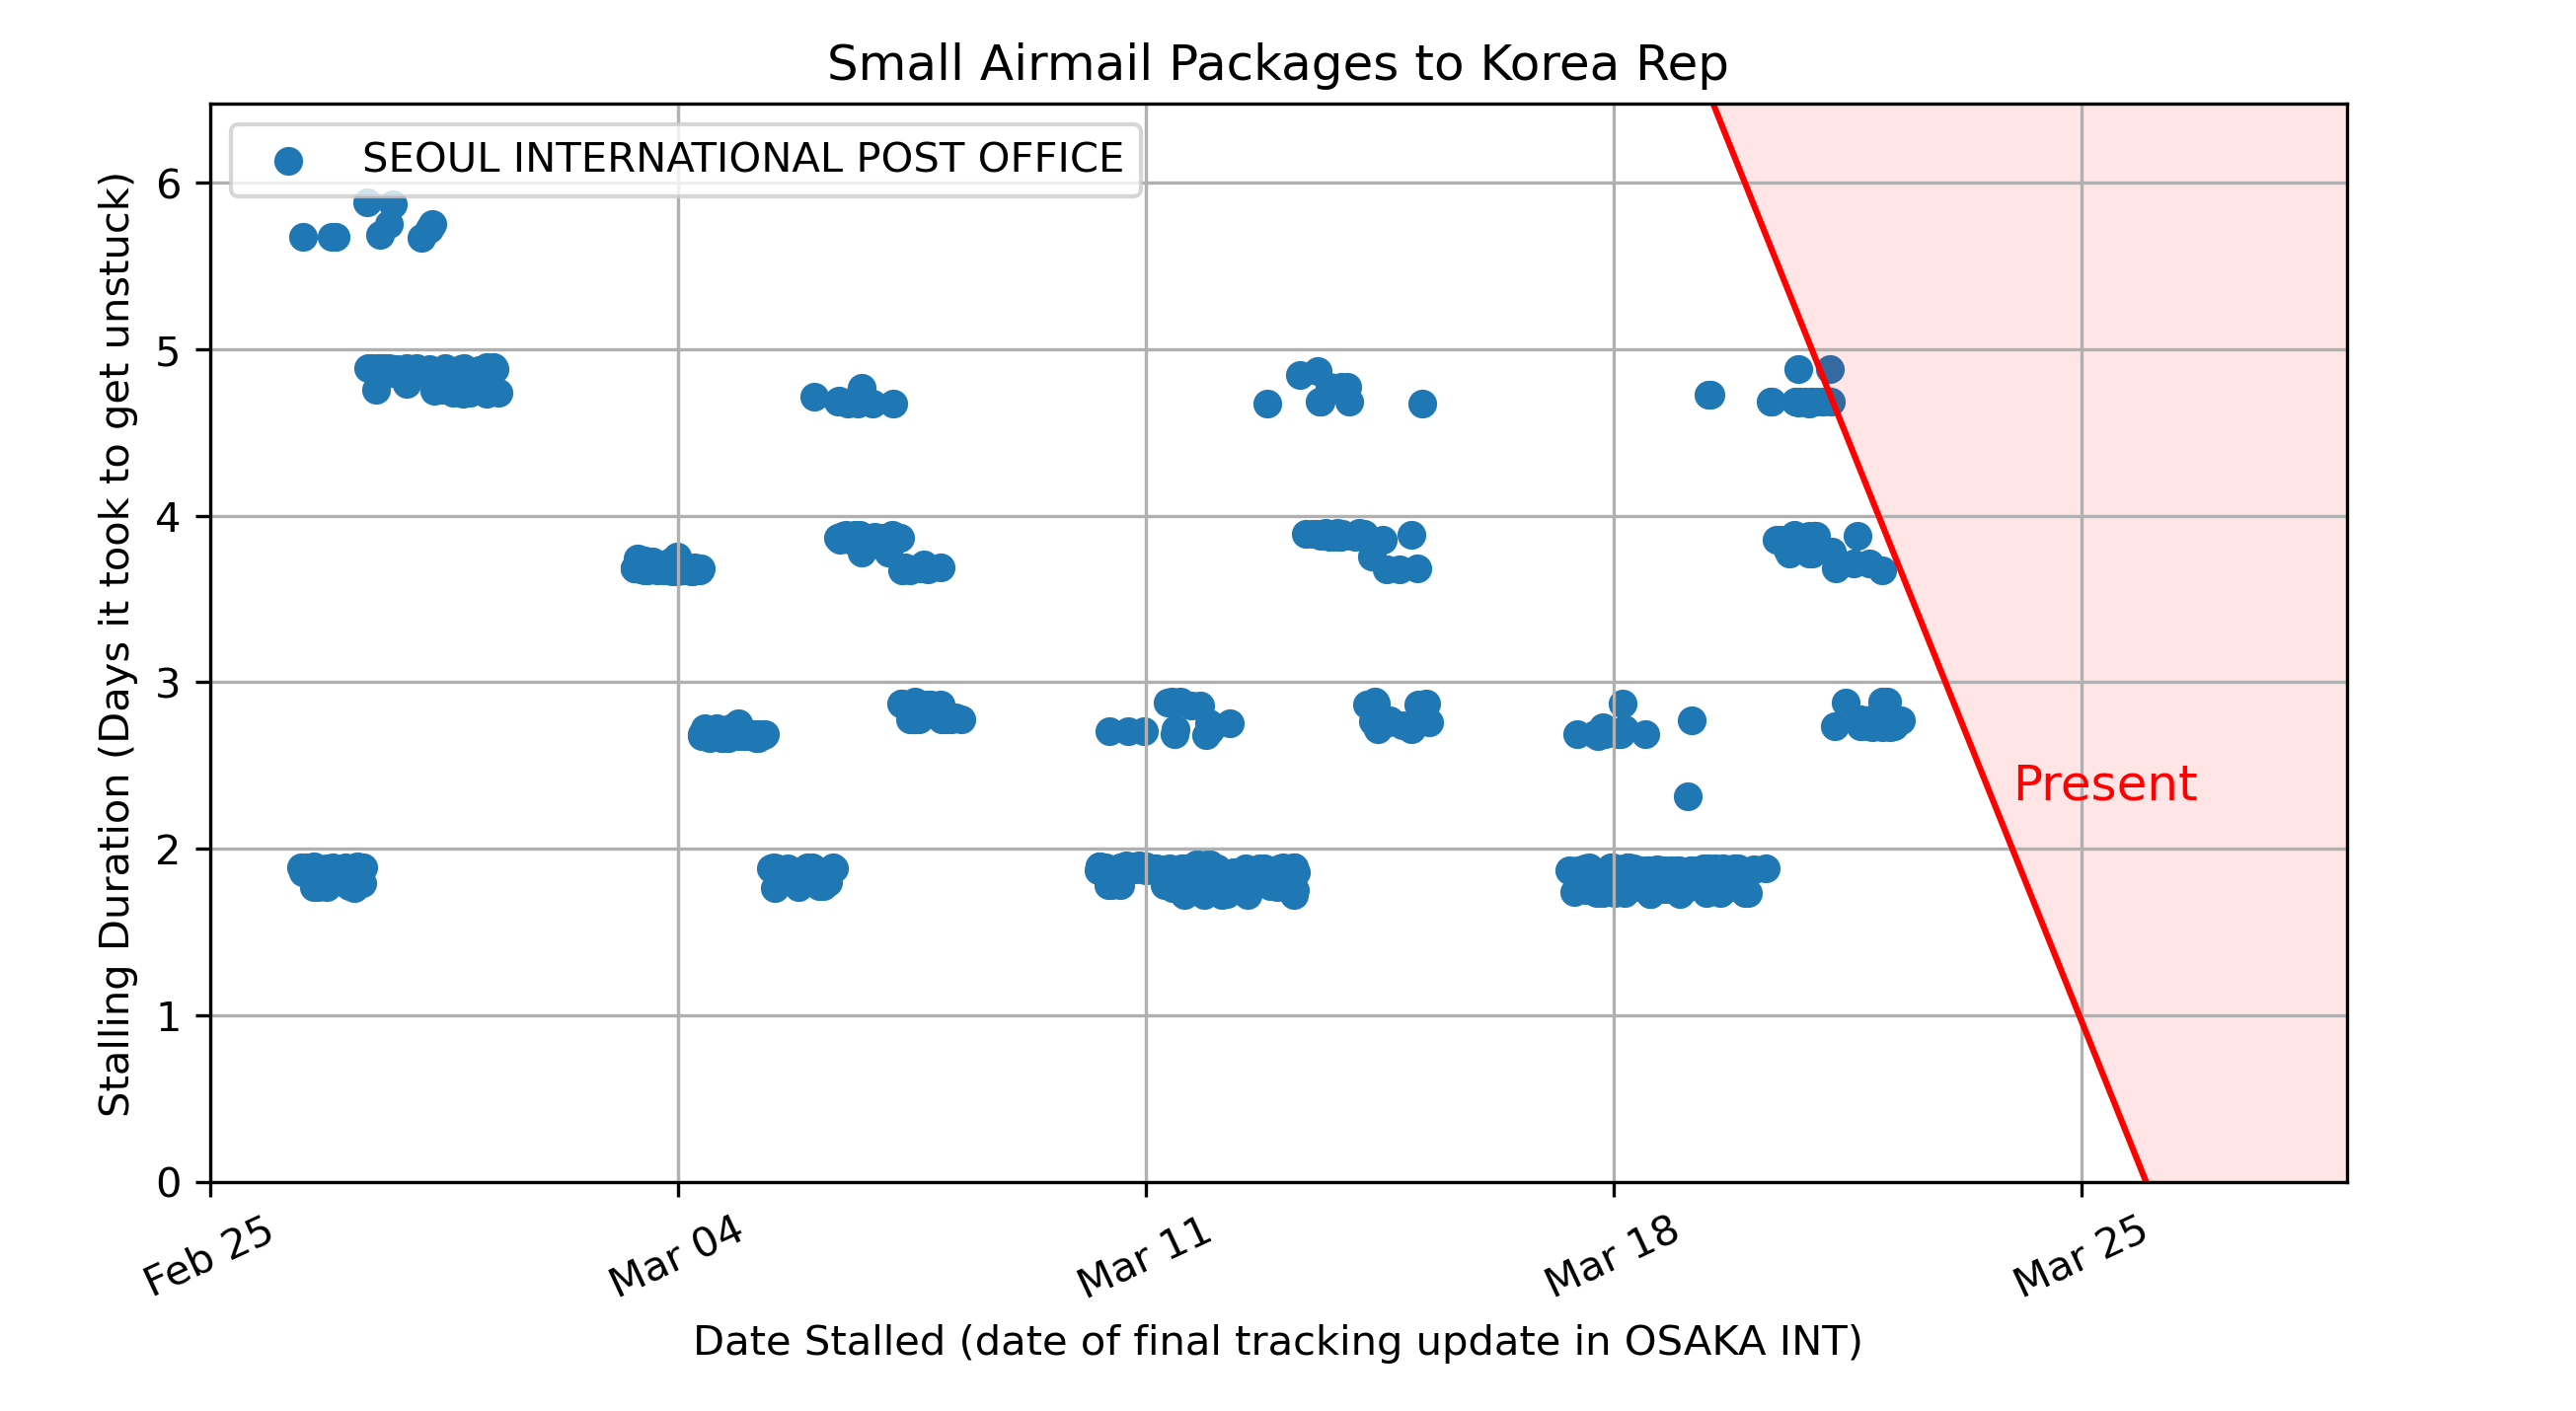 Small Airmail Packages to Korea Rep
SEOUL INTERNATIONAL POST OFFICE
Stalling Duration (Days it took to get unstuck)
6
5
4
3
2
1
0
Present
Feb 25
Mar 04
Mar 11
Mar 18
Mar 25
Date Stalled (date of final tracking update in OSAKA INT)